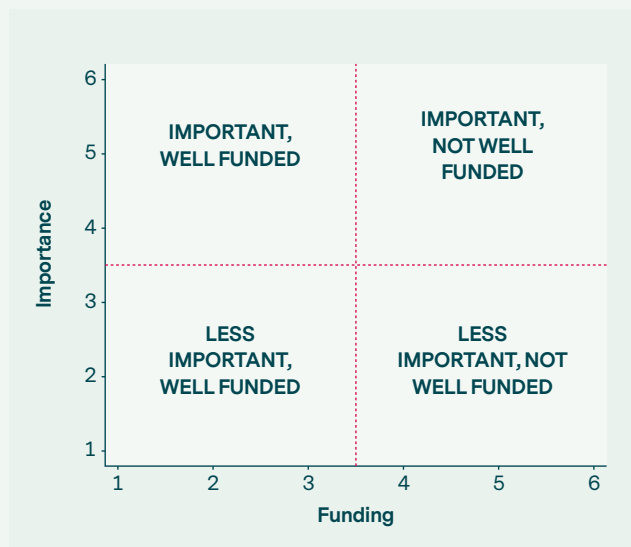 6
IMPORTANT,
WELL FUNDED
IMPORTANT,
NOT WELL
FUNDED
5
4
Importance
3
LESS
IMPORTANT,
WELL FUNDED
LESS
IMPORTANT, NOT
WELL FUNDED
2
1
1 2 3 4 5 6
Funding